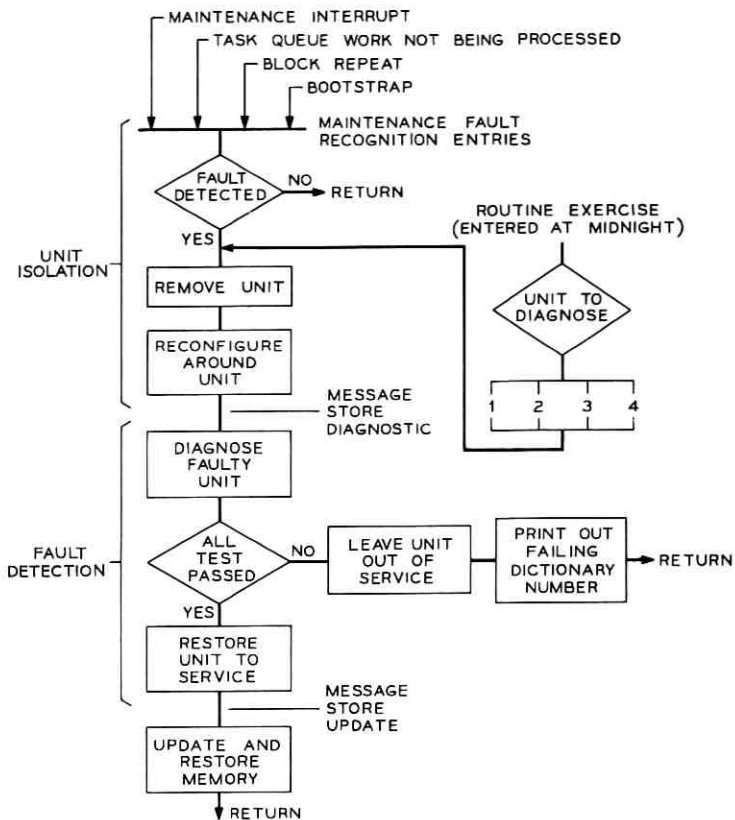 MAINTENANCE INTERRUPT
TASK QUEUE WORK NOT BEING PROCESSED
BLOCK REPEAT
BOOTSTRAP
MAINTENANCE FAULT
RECOGNITION ENTRIES
FAULT
DETECTED
NO
RETURN
YES
UNIT
ISOLATION
REMOVE UNIT
RECONFIGURE
AROUND
UNIT
ROUTINE EXERCISE
(ENTERED AT MIDNIGHT)
UNIT TO
DIAGNOSE
1 2 3 4
MESSAGE
STORE
DIAGNOSTIC
DIAGNOSE
FAULTY
UNIT
FAULT
DETECTION
ALL
TEST
PASSED
NO
LEAVE UNIT
OUT OF
SERVICE
PRINT OUT
FAILING
DICTIONARY
NUMBER
RETURN
YES
RESTORE
UNIT TO
SERVICE
MESSAGE
STORE
UPDATE
UPDATE AND
RESTORE
MEMORY
RETURN